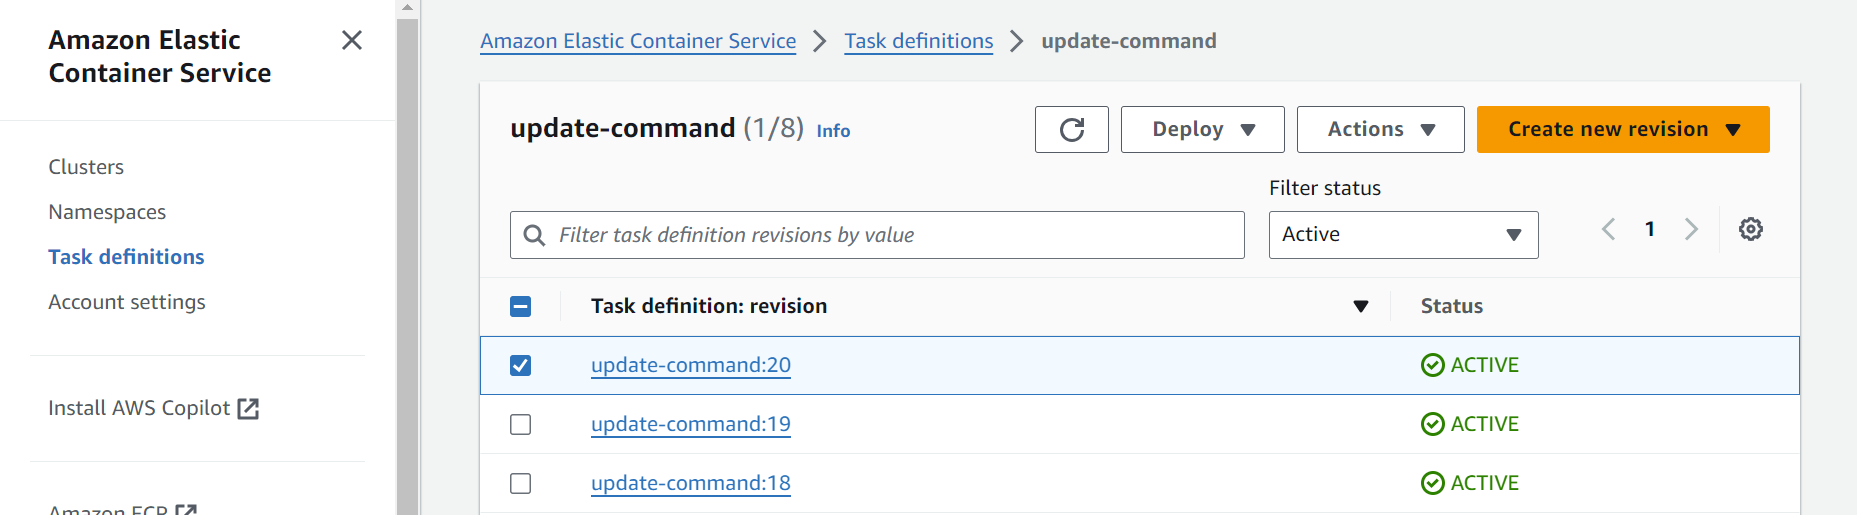 Amazon Elastic
Container Service
Clusters
Namespaces
Task definitions
Account settings
Install AWS Copilot
Amazon ECR
Amazon Elastic Container Service > Task definitions > update-command
update-command (1/8) Info
Deploy
Actions
Create new revision
Filter status
Filter task definition revisions by value
Active
1
Task definition: revision
Status
update-command:20
ACTIVE
update-command:19
ACTIVE
update-command:18
ACTIVE